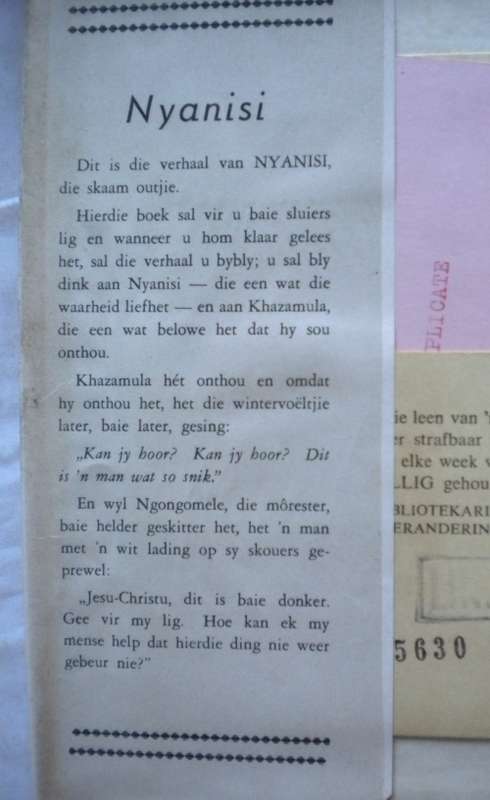 Nyanisi
Dit is die verhaal van NYANISI,
die skaam outjie.
Hierdie boek sal vir u baie sluiers
lig en wanneer u hom klaar gelees
het, sal die verhaal u bybly; u sal bly
dink aan Nyanisi — die een wat die
waarheid liefhet — en aan Khazamula,
die een wat belowe het dat hy sou
onthou.
Khazamula hét onthou en omdat
hy onthou het, het die wintervoëltjie
later, baie later, gesing:
„Kan jy hoor? Kan jy hoor? Dit
is 'n man wat so snik.”
En wyl Ngongomele, die môrester,
baie helder geskitter het, het 'n man
met 'n wit lading op sy skouers ge-
prewel:
„Jesu-Christu, dit is baie donker.
Gee vir my lig. Hoe kan ek my
mense help dat hierdie ding nie weer
gebeur nie?”
PLICATE
ie leen van
er strafbaar
elke week
LLIG gehou
BLIOTEKARI
ERANDERIN
5630